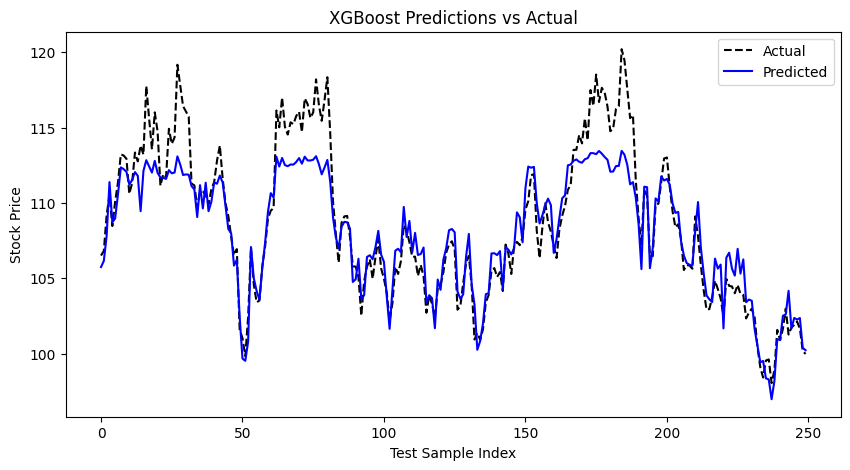 XGBoost Predictions vs Actual
Actual
Predicted
Stock Price
120
115
110
105
100
0
50
100
150
200
250
Test Sample Index